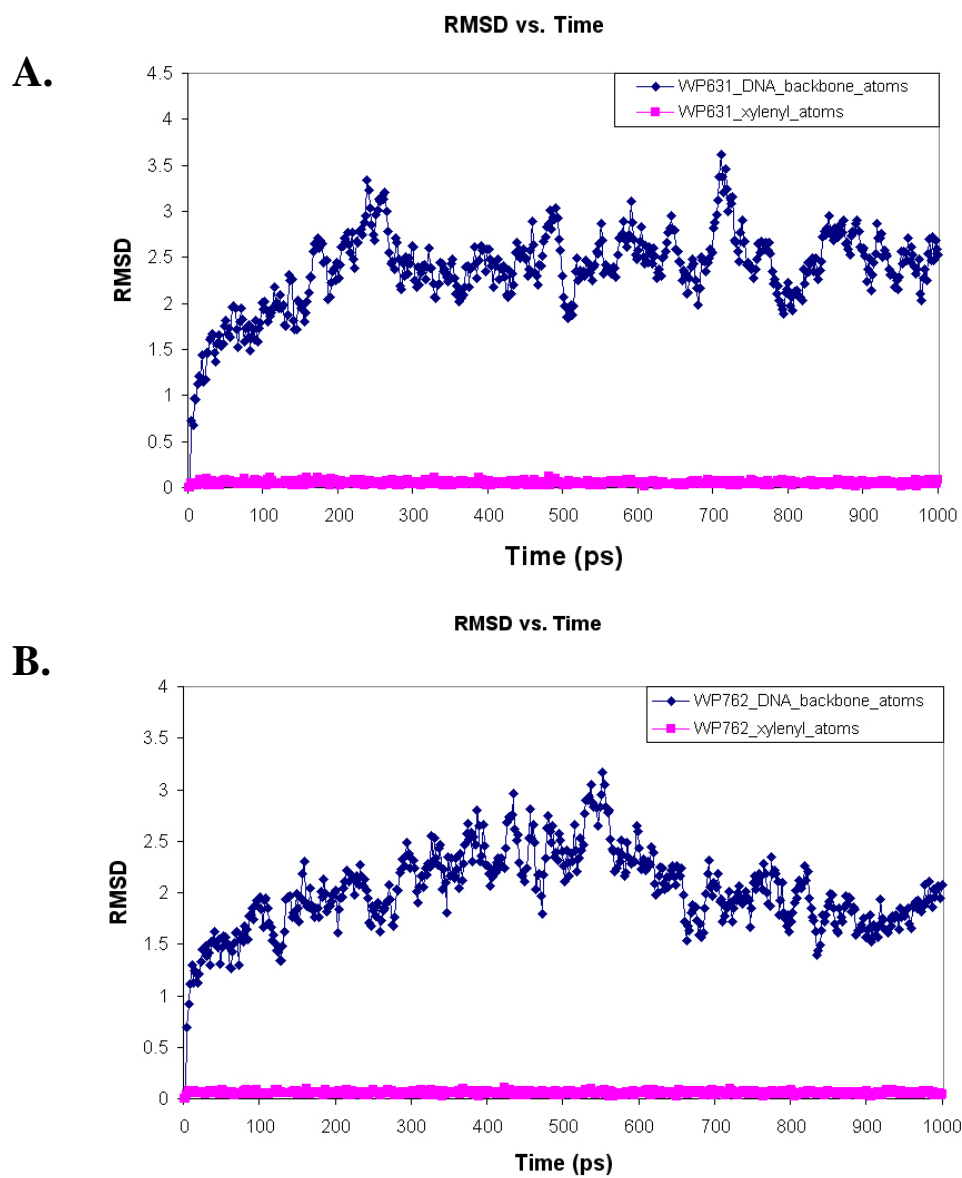 RMSD vs. Time
A.
WP631_DNA_backbone_atoms
WP631_xylenyl_atoms
4.5
4
3.5
3
2.5
2
1.5
1
0.5
0
RMSD
0 100 200 300 400 500 600 700 800 900 1000
Time (ps)
RMSD vs. Time
B.
WP762_DNA_backbone_atoms
WP762_xylenyl_atoms
4
3.5
3
2.5
2
1.5
1
0.5
0
RMSD
0 100 200 300 400 500 600 700 800 900 1000
Time (ps)